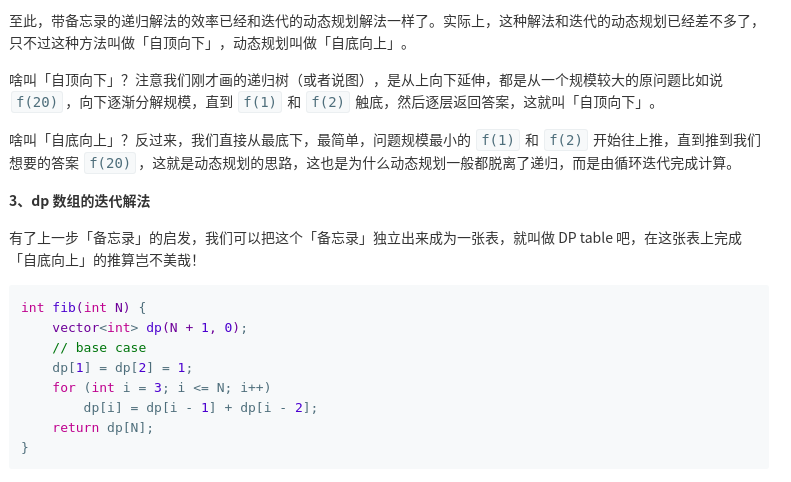 至此，带备忘录的递归解法的效率已经和迭代的动态规划解法一样了。实际上，这种解法和迭代的动态规划已经差不多了，
只不过这种方法叫做「自顶向下」，动态规划叫做「自底向上」。
啥叫「自顶向下」？注意我们刚才画的递归树（或者说图），是从上向下延伸，都是从一个规模较大的原问题比如说
f(20)，向下逐渐分解规模，直到 f(1) 和 f(2) 触底，然后逐层返回答案，这就叫「自顶向下」。
啥叫「自底向上」？反过来，我们直接从最底下，最简单，问题规模最小的 f(1) 和 f(2) 开始往上推，直到推到我们
想要的答案 f(20)，这就是动态规划的思路，这也是为什么动态规划一般都脱离了递归，而是由循环迭代完成计算。
3、dp 数组的迭代解法
有了上一步「备忘录」的启发，我们可以把这个「备忘录」独立出来成为一张表，就叫做 DP table 吧，在这张表上完成
「自底向上」的推算岂不美哉！
int fib(int N) {
    vector<int> dp(N + 1, 0);
    // base case
    dp[1] = dp[2] = 1;
    for (int i = 3; i <= N; i++)
        dp[i] = dp[i - 1] + dp[i - 2];
    return dp[N];
}